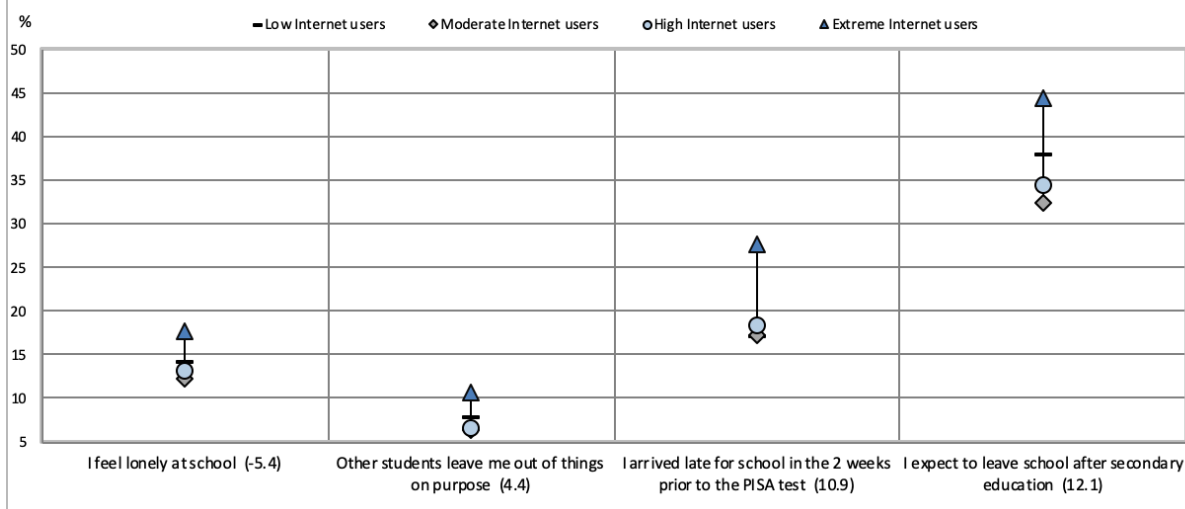 %
Low Internet users Moderate Internet users High Internet users Extreme Internet users
50
45
40
35
30
25
20
15
10
5
I feel lonely at school (-5.4)
Other students leave me out of things
on purpose (4.4)
I arrived late for school in the 2 weeks
prior to the PISA test (10.9)
I expect to leave school after secondary
education (12.1)